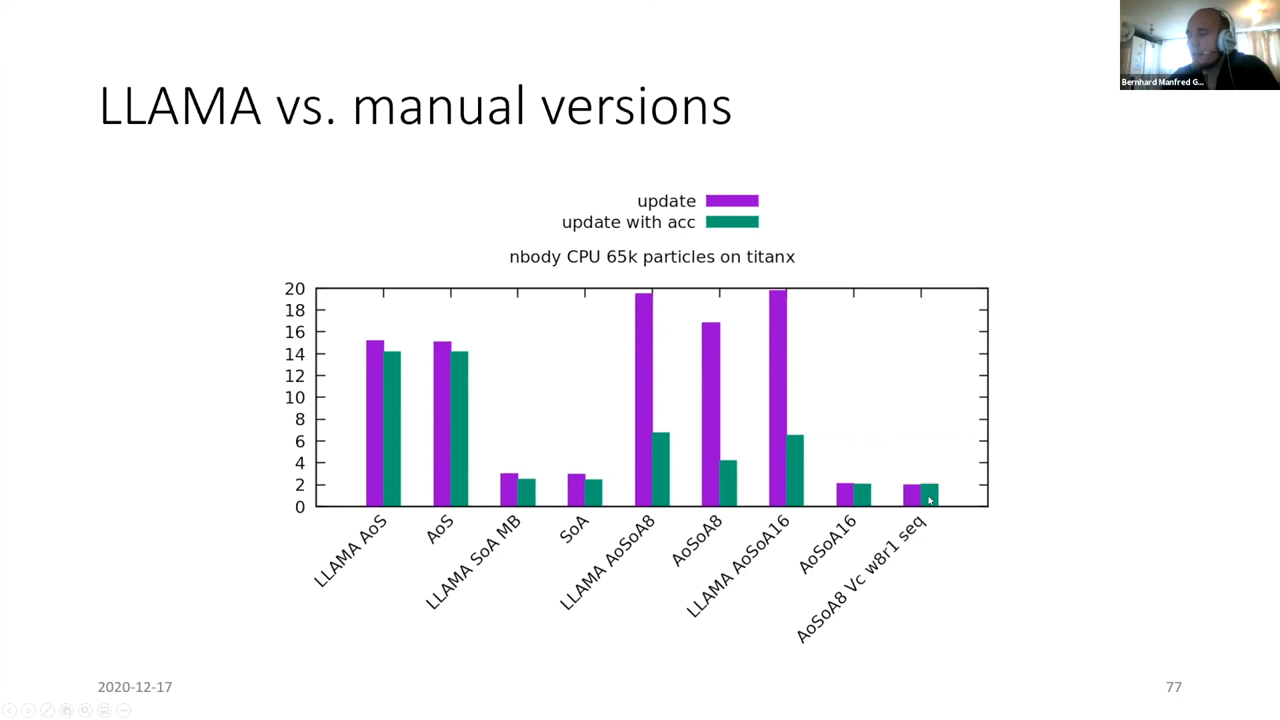 Bernhard Manfred G...
LLAMA vs. manual versions
update
update with acc
nbody CPU 65k particles on titanx
20
18
16
14
12
10
8
6
4
2
0
LLAMA AoS
AoS
LLAMA SoA MB
SoA
LLAMA AoSoA8
AoSoA8
LLAMA AoSoA16
AoSoA16
AoSoA8 Vc w8r1 seq
2020-12-17
77